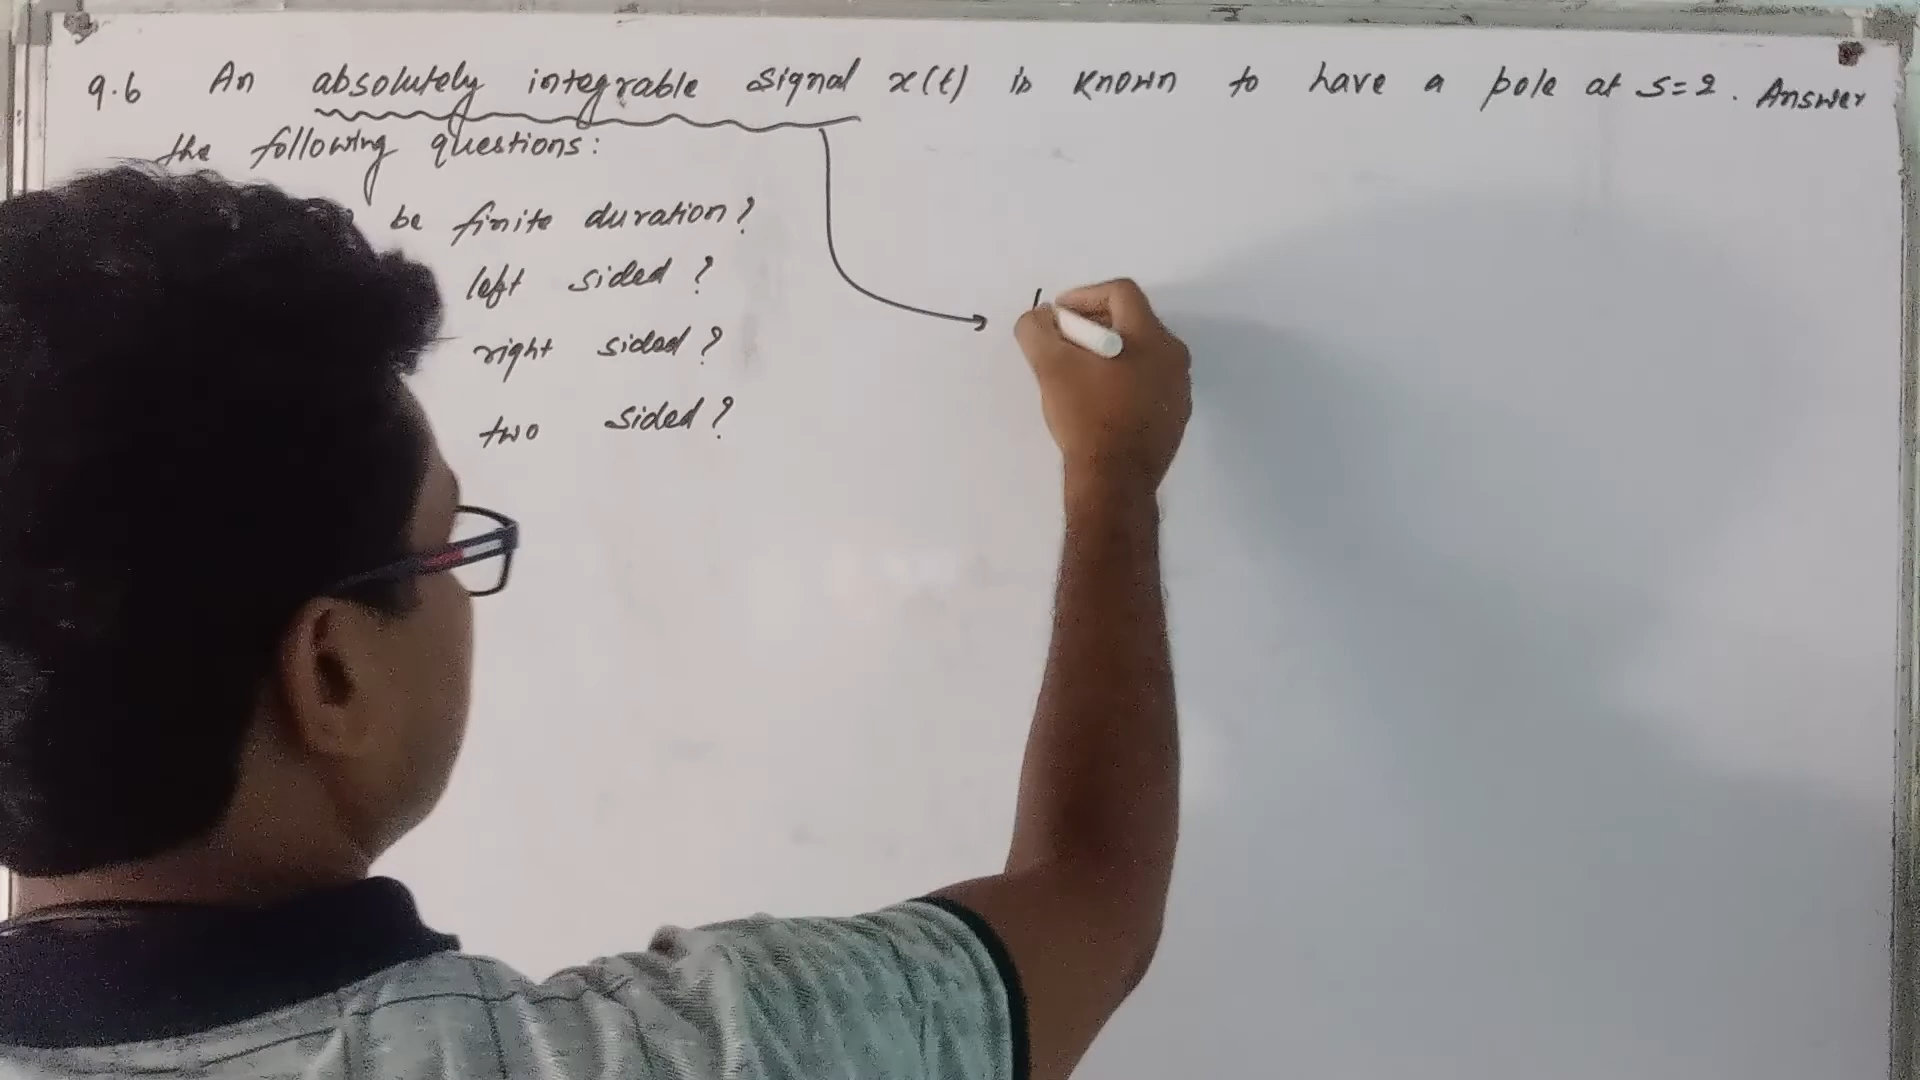 9.6 An absolutely integrable signal x(t) is known to have a pole at s=2. Answer
the following questions:
be finite duration?
left sided?
right sided?
two sided?